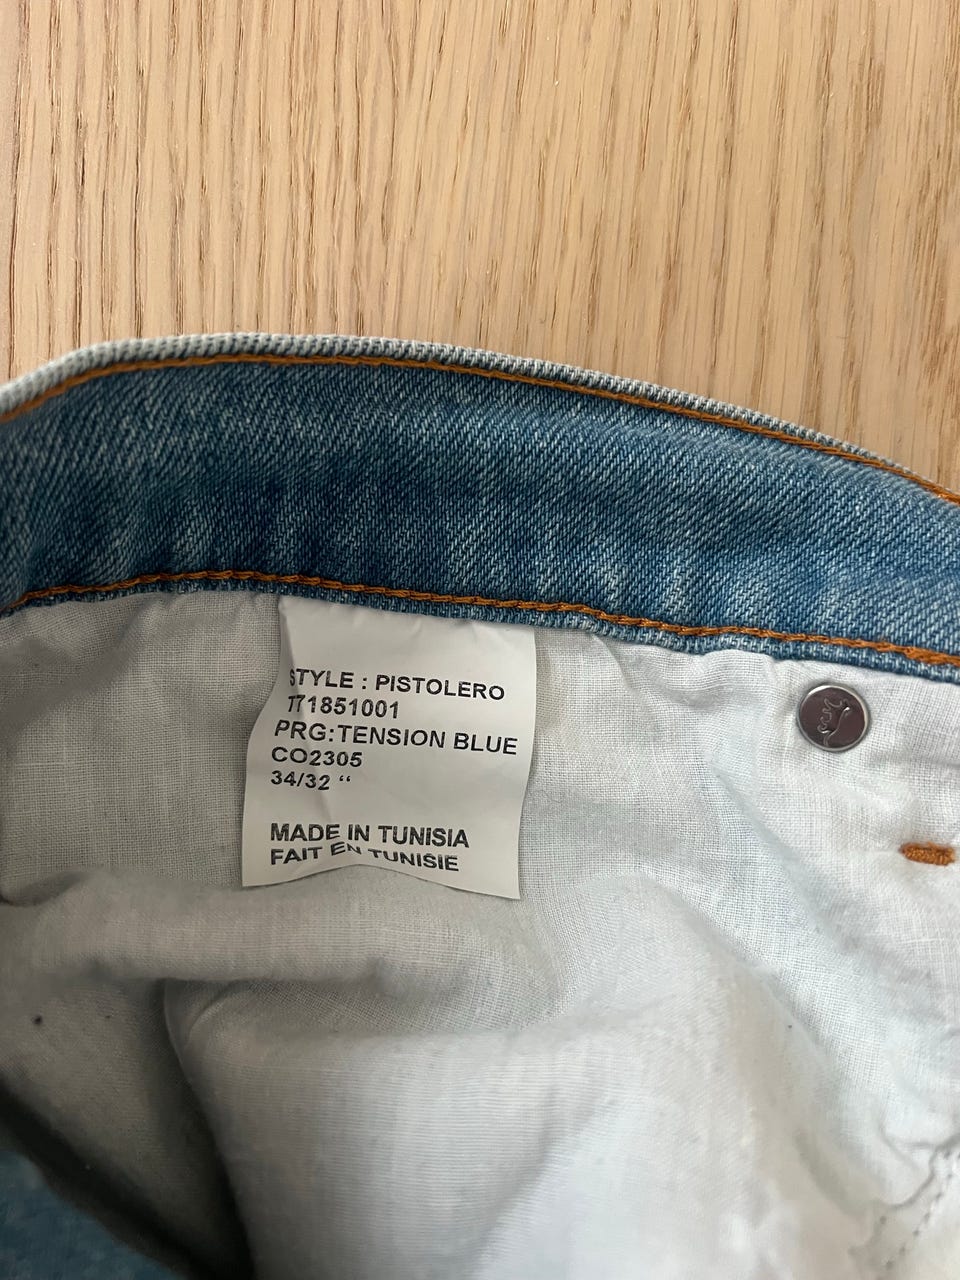 STYLE : PISTOLERO
T71851001
PRG:TENSION BLUE
CO2305
34/32 “
MADE IN TUNISIA
FAIT EN TUNISIE